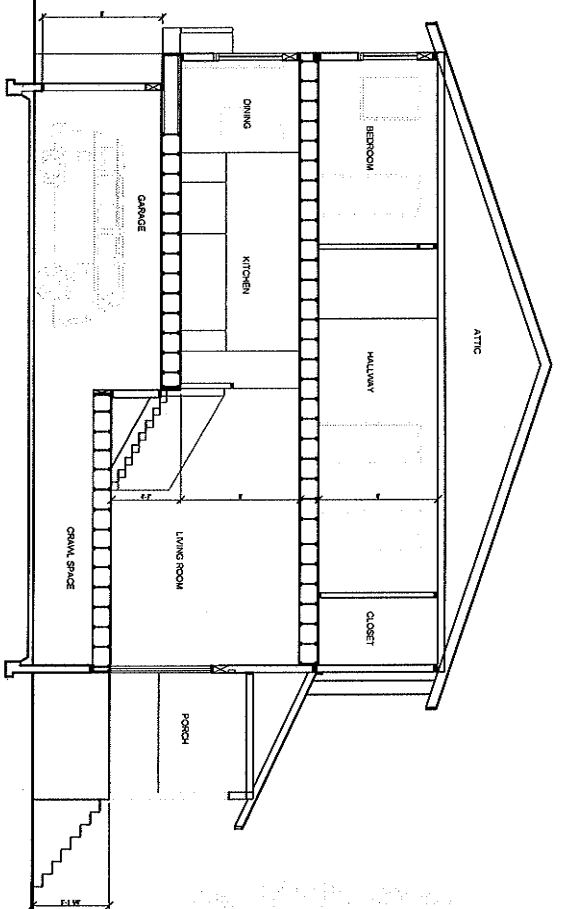 ATTIC
BEDROOM
HALLWAY
CLOSET
DINING
KITCHEN
LIVING ROOM
PORCH
GARAGE
CRAWL SPACE